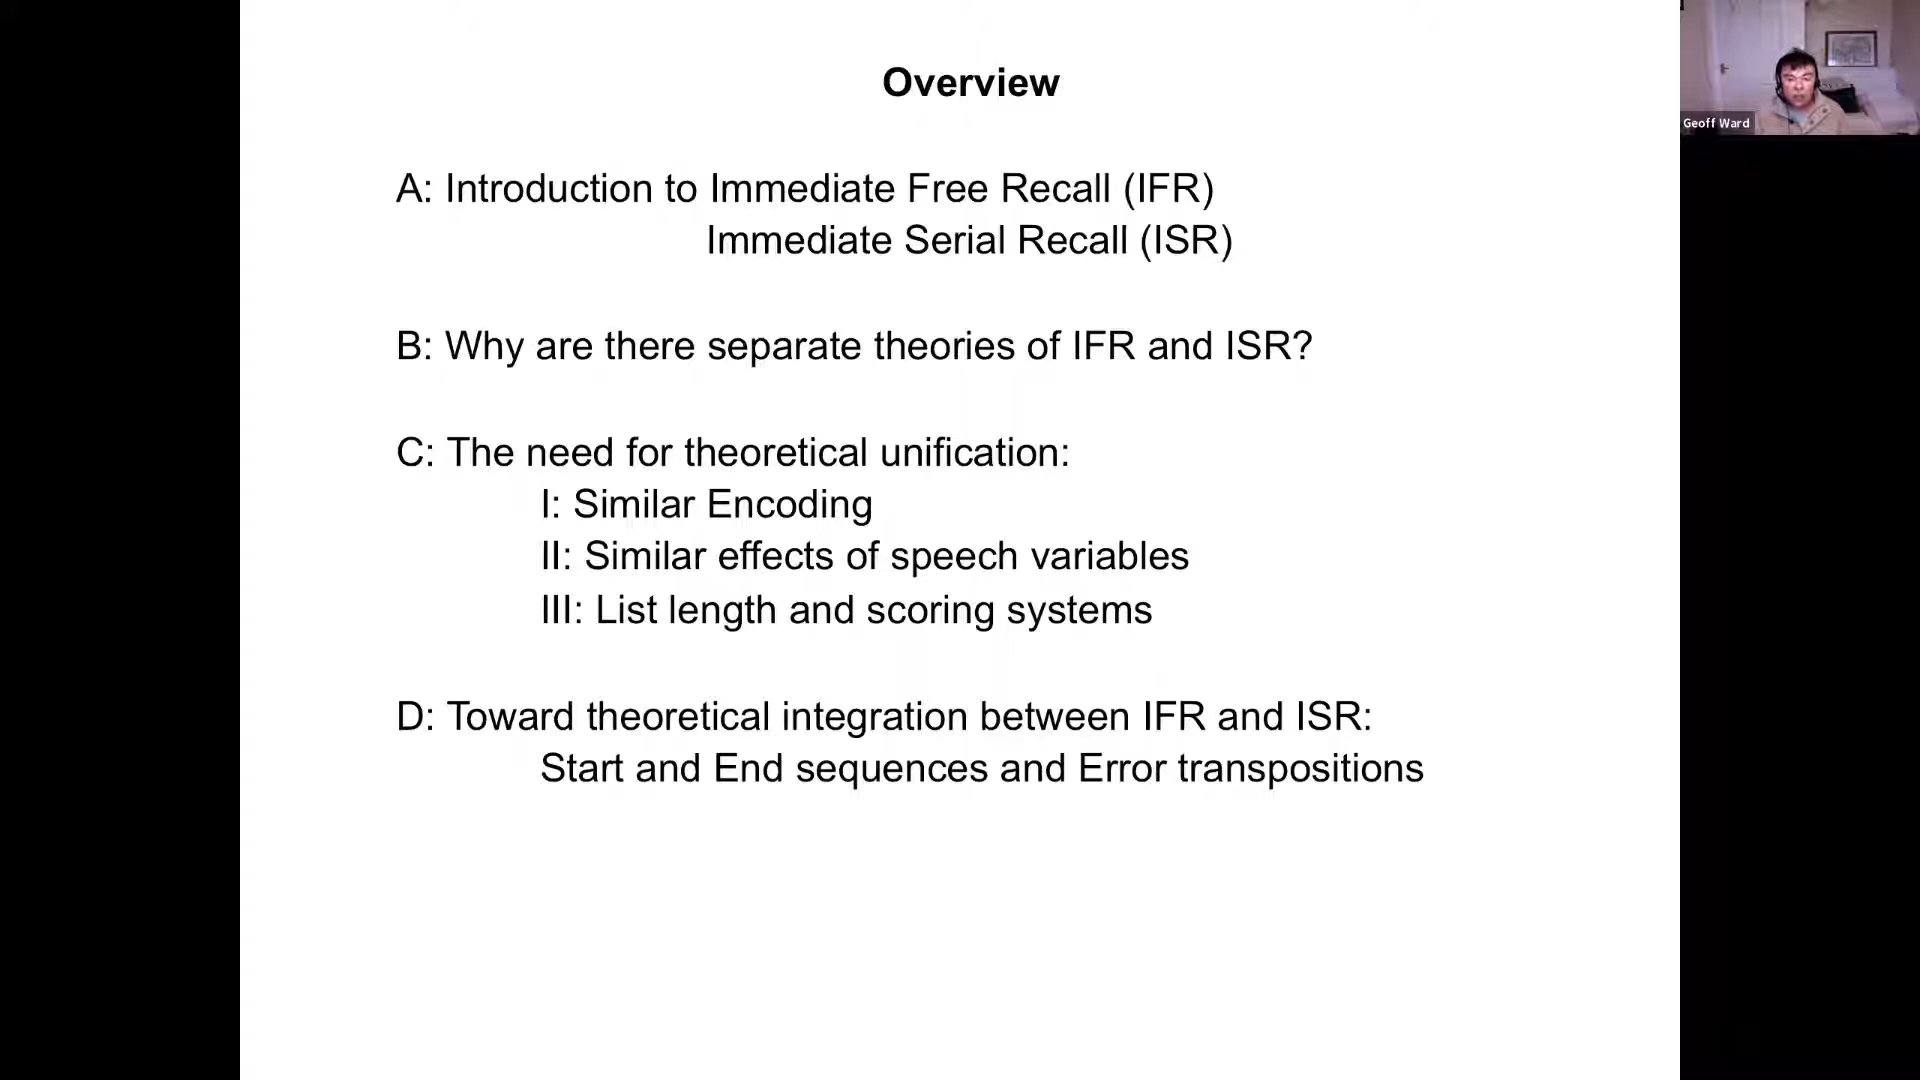 Overview
Geoff Ward
A: Introduction to Immediate Free Recall (IFR)
Immediate Serial Recall (ISR)
B: Why are there separate theories of IFR and ISR?
C: The need for theoretical unification:
I: Similar Encoding
II: Similar effects of speech variables
III: List length and scoring systems
D: Toward theoretical integration between IFR and ISR:
Start and End sequences and Error transpositions